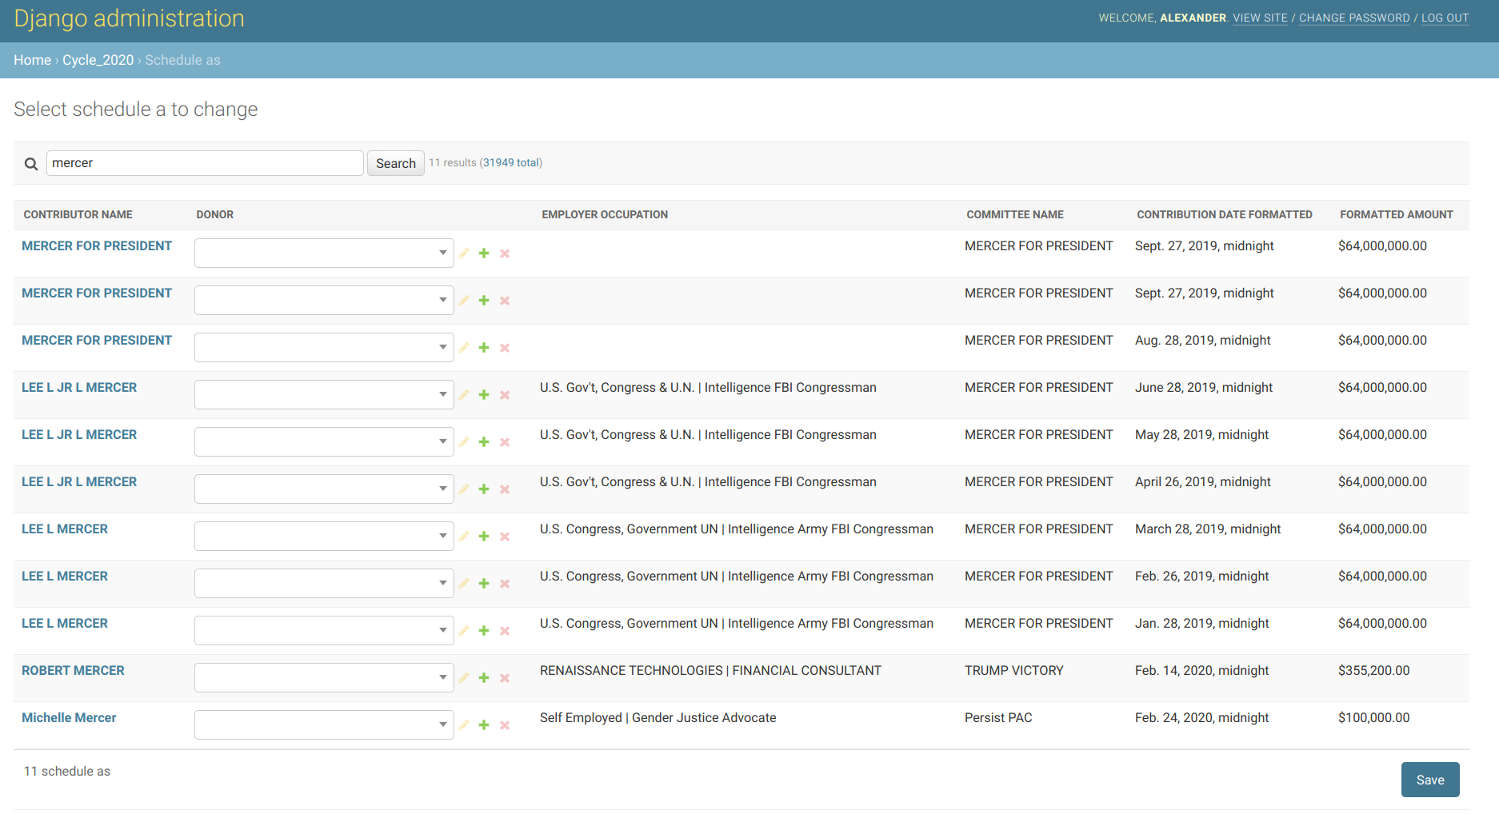 Django administration
WELCOME, ALEXANDER. VIEW SITE / CHANGE PASSWORD / LOG OUT
Home › Cycle_2020 › Schedule as
Select schedule a to change
mercer Search 11 results (31949 total)
CONTRIBUTOR NAME DONOR EMPLOYER OCCUPATION COMMITTEE NAME CONTRIBUTION DATE FORMATTED FORMATTED AMOUNT
MERCER FOR PRESIDENT MERCER FOR PRESIDENT Sept. 27, 2019, midnight $64,000,000.00
MERCER FOR PRESIDENT MERCER FOR PRESIDENT Sept. 27, 2019, midnight $64,000,000.00
MERCER FOR PRESIDENT MERCER FOR PRESIDENT Aug. 28, 2019, midnight $64,000,000.00
LEE L JR L MERCER U.S. Gov't, Congress & U.N. | Intelligence FBI Congressman MERCER FOR PRESIDENT June 28, 2019, midnight $64,000,000.00
LEE L JR L MERCER U.S. Gov't, Congress & U.N. | Intelligence FBI Congressman MERCER FOR PRESIDENT May 28, 2019, midnight $64,000,000.00
LEE L JR L MERCER U.S. Gov't, Congress & U.N. | Intelligence FBI Congressman MERCER FOR PRESIDENT April 26, 2019, midnight $64,000,000.00
LEE L MERCER U.S. Congress, Government UN | Intelligence Army FBI Congressman MERCER FOR PRESIDENT March 28, 2019, midnight $64,000,000.00
LEE L MERCER U.S. Congress, Government UN | Intelligence Army FBI Congressman MERCER FOR PRESIDENT Feb. 26, 2019, midnight $64,000,000.00
LEE L MERCER U.S. Congress, Government UN | Intelligence Army FBI Congressman MERCER FOR PRESIDENT Jan. 28, 2019, midnight $64,000,000.00
ROBERT MERCER RENAISSANCE TECHNOLOGIES | FINANCIAL CONSULTANT TRUMP VICTORY Feb. 14, 2020, midnight $355,200.00
Michelle Mercer Self Employed | Gender Justice Advocate Persist PAC Feb. 24, 2020, midnight $100,000.00
11 schedule as
Save